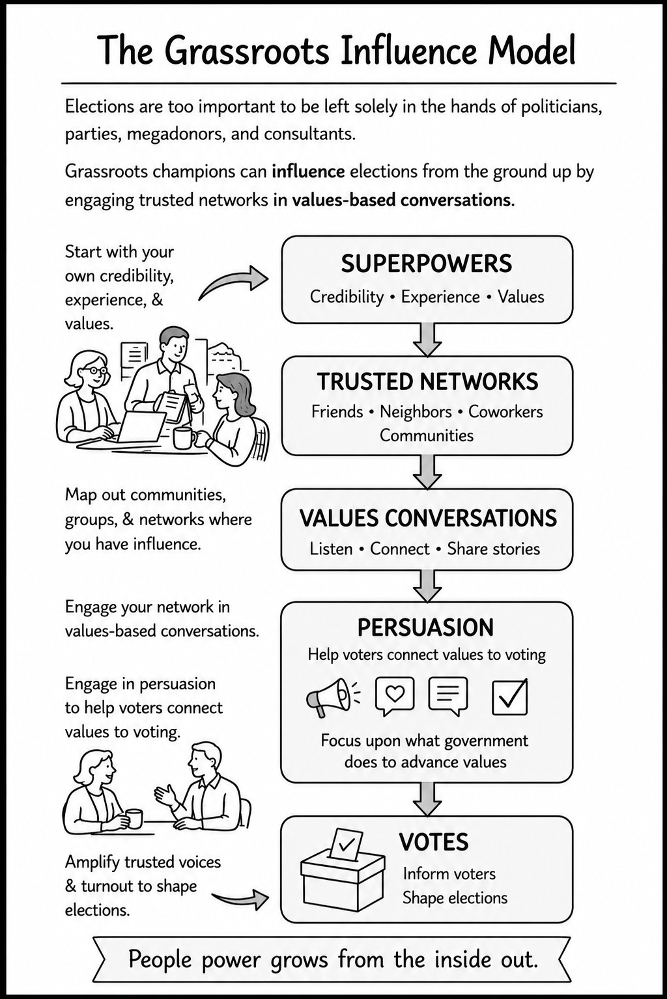 The Grassroots Influence Model
Elections are too important to be left solely in the hands of politicians,
parties, megadonors, and consultants.
Grassroots champions can influence elections from the ground up by
engaging trusted networks in values-based conversations.
Start with your
own credibility,
experience, &
values.
SUPERPOWERS
Credibility • Experience • Values
TRUSTED NETWORKS
Friends • Neighbors • Coworkers
Communities
Map out communities,
groups, & networks where
you have influence.
VALUES CONVERSATIONS
Listen • Connect • Share stories
Engage your network in
values-based conversations.
Engage in persuasion
to help voters connect
values to voting.
PERSUASION
Help voters connect values to voting
Focus upon what government
does to advance values
Amplify trusted voices
& turnout to shape
elections.
VOTES
Inform voters
Shape elections
People power grows from the inside out.